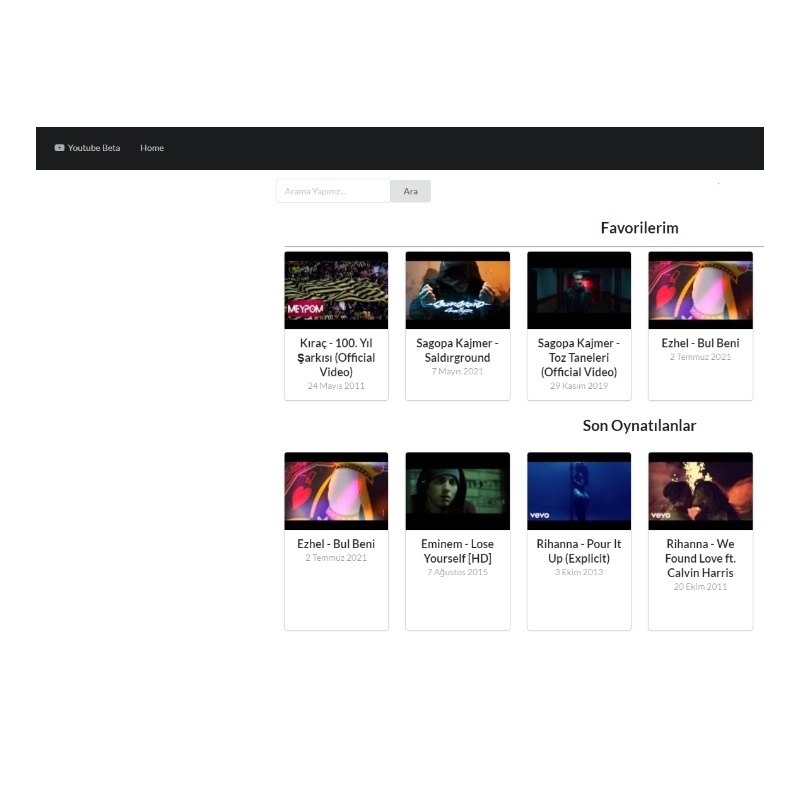 Youtube Beta Home
Arama Yapınız... Ara
Favorilerim
MEYPOM
Kıraç - 100. Yıl
Şarkısı (Official
Video)
24 Mayıs 2011
Sagopa Kajmer -
Saldırground
7 Mayıs 2021
Sagopa Kajmer -
Toz Taneleri
(Official Video)
29 Kasım 2019
Ezhel - Bul Beni
2 Temmuz 2021
Son Oynatılanlar
Ezhel - Bul Beni
2 Temmuz 2021
Eminem - Lose
Yourself [HD]
7 Ağustos 2015
vevo
Rihanna - Pour It
Up (Explicit)
3 Ekim 2013
vevo
Rihanna - We
Found Love ft.
Calvin Harris
20 Ekim 2011